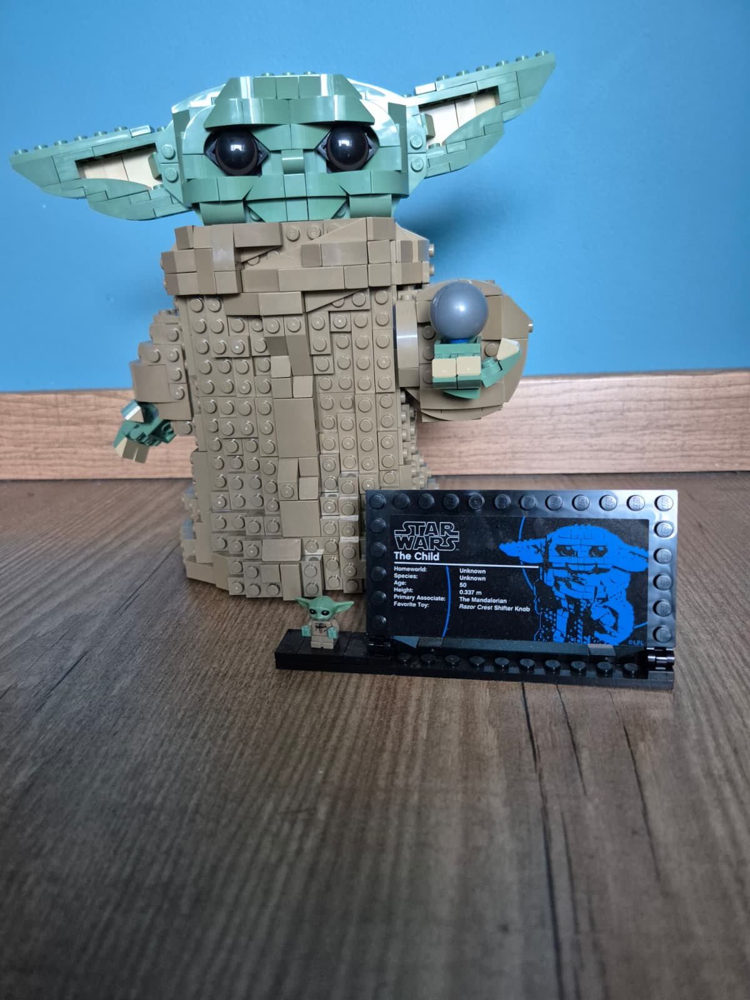 STAR
WARS
The Child
Homeworld: Unknown
Species: Unknown
Age: 50
Height: 0.337 m
Primary Associate: The Mandalorian
Favorite Toy: Razor Crest Shifter Knob
©LFL